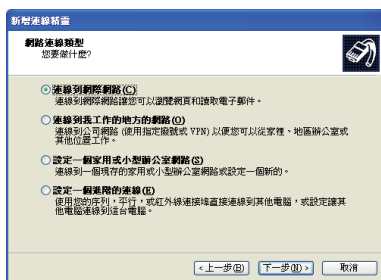 新增連線精靈
網路連線類型
您要做什麼?
連線到網際網路(C)
連線到網際網路讓您可以瀏覽網頁和讀取電子郵件。
連線到我工作的地方的網路(O)
連線到公司網路 (使用指定撥號或 VPN) 以便您可以從家裡、地區辦公室或
其他位置工作。
設定一個家用或小型辦公室網路(S)
連線到一個現存的家用或小型辦公室網路或設定一個新的。
設定一個進階的連線(E)
使用您的序列，平行，或紅外線連接埠直接連線到其他電腦，或設定讓其
他電腦連線到這台電腦。
<上一步(B) 下一步(N)> 取消